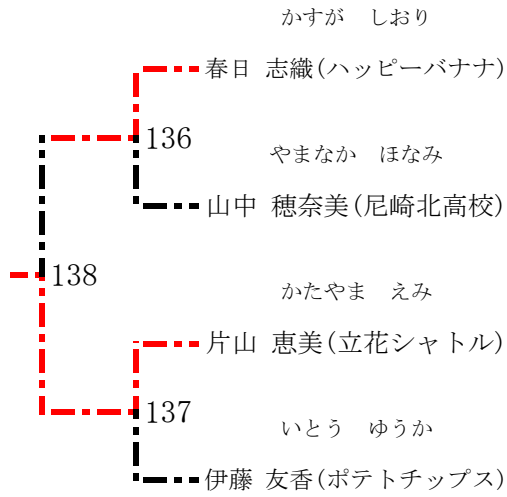 かすが　しおり
春日 志織(ハッピーバナナ)
136
やまなか　ほなみ
山中 穂奈美(尼崎北高校)
138
かたやま　えみ
片山 恵美(立花シャトル)
137
いとう　ゆうか
伊藤 友香(ポテトチップス)